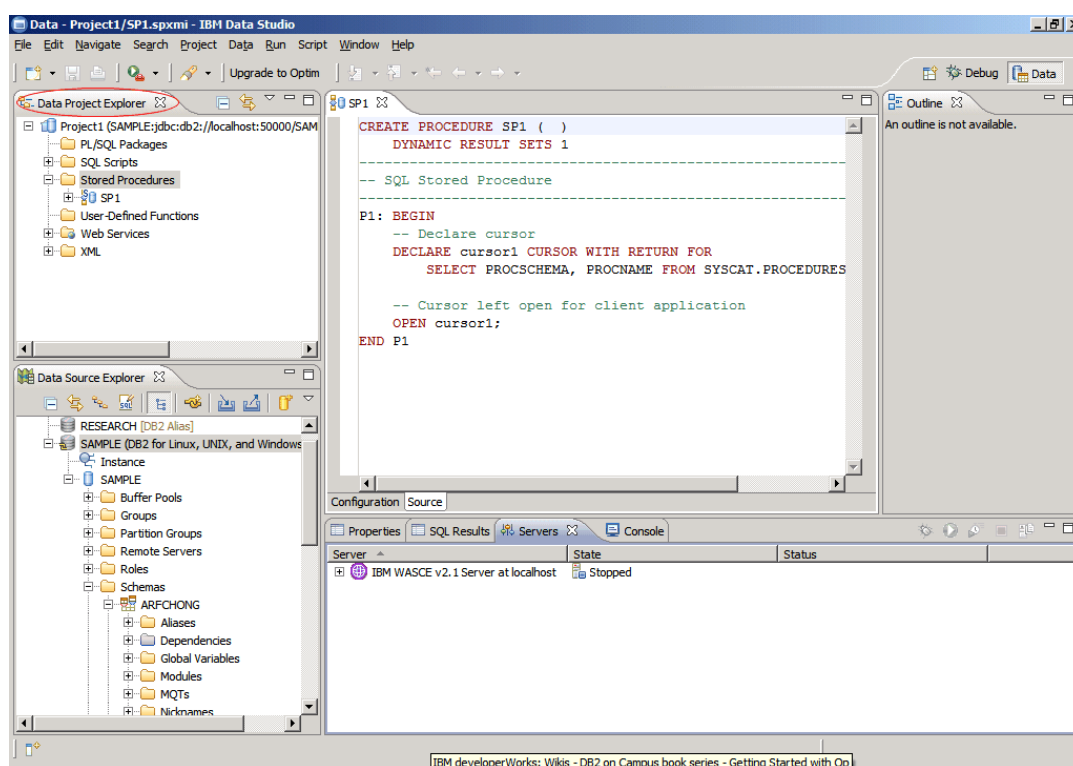 Data - Project1/SP1.spxmi - IBM Data Studio
File Edit Navigate Search Project Data Run Script Window Help
Upgrade to Optim
Debug
Data
Data Project Explorer
Project1 (SAMPLE:jdbc:db2://localhost:50000/SAM
PL/SQL Packages
SQL Scripts
Stored Procedures
SP1
User-Defined Functions
Web Services
XML
SP1
CREATE PROCEDURE SP1 ( )
DYNAMIC RESULT SETS 1
------------------------------------------------------------------------
-- SQL Stored Procedure
------------------------------------------------------------------------
P1: BEGIN
-- Declare cursor
DECLARE cursor1 CURSOR WITH RETURN FOR
SELECT PROCSCHEMA, PROCNAME FROM SYSCAT.PROCEDURES
-- Cursor left open for client application
OPEN cursor1;
END P1
Configuration Source
Outline
An outline is not available.
Data Source Explorer
RESEARCH [DB2 Alias]
SAMPLE (DB2 for Linux, UNIX, and Windows
Instance
SAMPLE
Buffer Pools
Groups
Partition Groups
Remote Servers
Roles
Schemas
ARFCHONG
Aliases
Dependencies
Global Variables
Modules
MQTs
Nicknames
Properties SQL Results Servers Console
Server State Status
IBM WASCE v2.1 Server at localhost Stopped
IBM developerWorks: Wikis - DB2 on Campus book series - Getting Started with Op